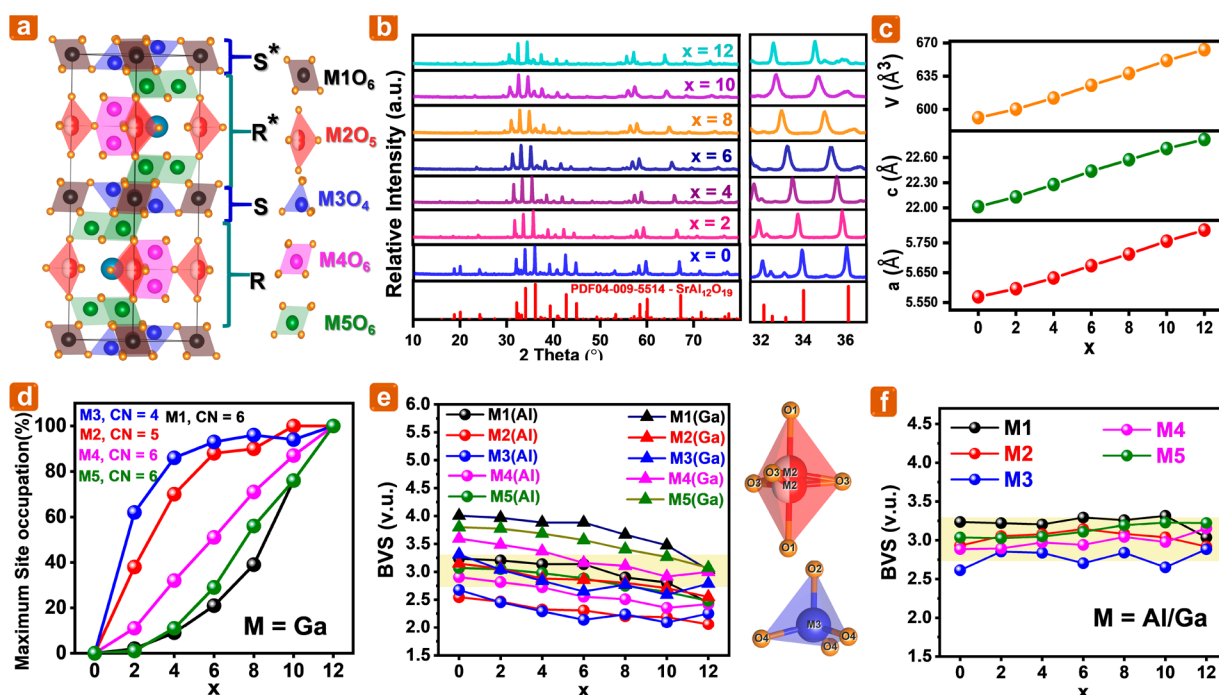 a
S*
R*
S
R
M1O6
M2O5
M3O4
M4O6
M5O6
b
Relative Intensity (a.u.)
x = 12
x = 10
x = 8
x = 6
x = 4
x = 2
x = 0
PDF04-009-5514 - SrAl12O19
10 20 30 40 50 60 70 80
32 34 36
2 Theta (°)
c
V (Å3)
670
635
600
c (Å)
22.60
22.30
22.00
a (Å)
5.750
5.650
5.550
0 2 4 6 8 10 12
x
d
Maximum Site occupation(%)
100
80
60
40
20
0
M3, CN = 4
M1, CN = 6
M2, CN = 5
M4, CN = 6
M5, CN = 6
M = Ga
0 2 4 6 8 10 12
x
e
BVS (v.u.)
6.0
5.5
5.0
4.5
4.0
3.5
3.0
2.5
2.0
1.5
M1(Al) M1(Ga)
M2(Al) M2(Ga)
M3(Al) M3(Ga)
M4(Al) M4(Ga)
M5(Al) M5(Ga)
0 2 4 6 8 10 12
x
O1
M2
O3 O3
M2
O3
O1
O2
M3
O4 O4
O4
f
BVS (v.u.)
4.5
3.8
3.0
2.3
1.5
M1 M4
M2 M5
M3
M = Al/Ga
0 2 4 6 8 10 12
x